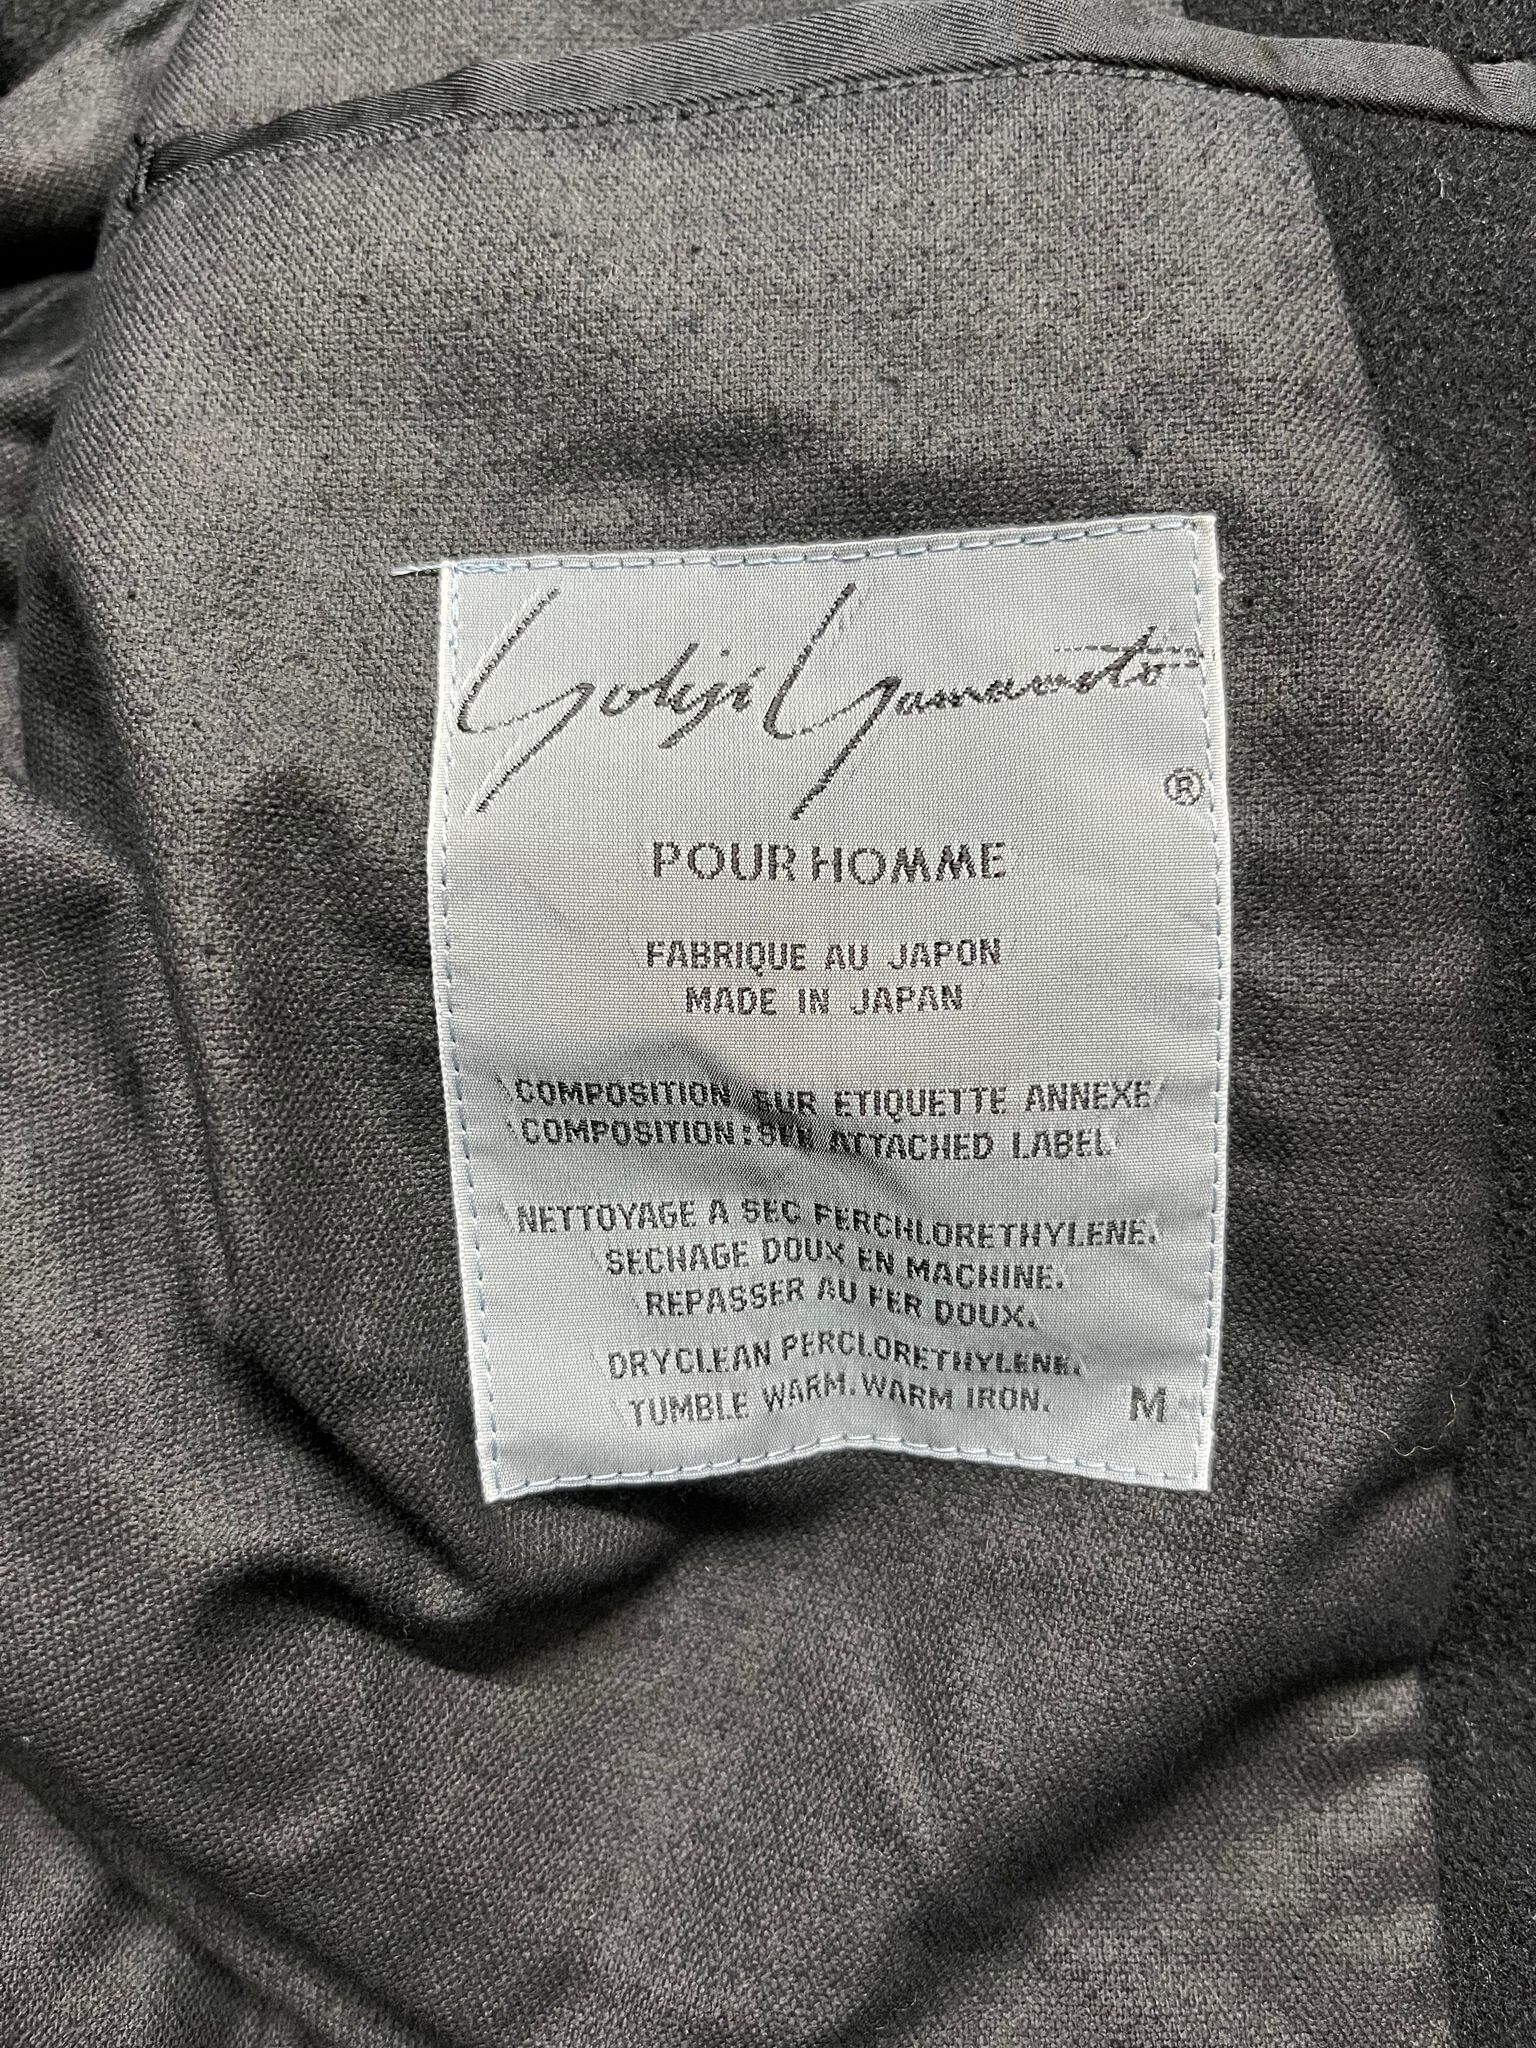 Yohji Yamamoto
®
POUR HOMME
FABRIQUE AU JAPON
MADE IN JAPAN
COMPOSITION SUR ETIQUETTE ANNEXE
COMPOSITION:SEE ATTACHED LABEL
NETTOYAGE A SEC PERCHLORETHYLENE.
SECHAGE DOUX EN MACHINE.
REPASSER AU FER DOUX.
DRYCLEAN PERCLORETHYLENE.
TUMBLE WARM.WARM IRON.
M